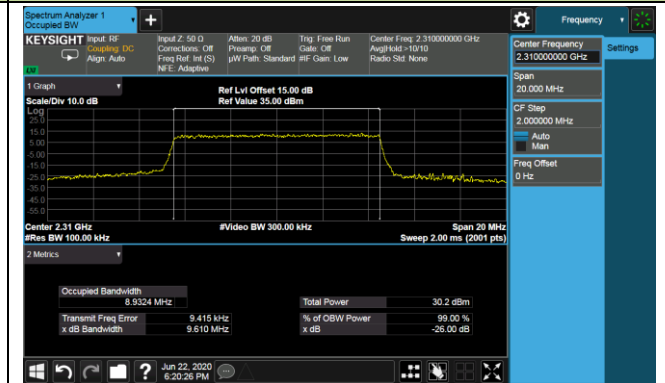 Spectrum Analyzer 1
Occupied BW
+
Frequency
KEYSIGHT
Input: RF
Coupling: DC
Align: Auto
Input Z: 50 Ω
Corrections: Off
Freq Ref: Int (S)
NFE: Adaptive
Atten: 20 dB
Preamp: Off
µW Path: Standard
Trig: Free Run
Gate: Off
#IF Gain: Low
Center Freq: 2.310000000 GHz
Avg|Hold:>10/10
Radio Std: None
Center Frequency
2.310000000 GHz
Settings
Span
20.000 MHz
CF Step
2.000000 MHz
Auto
Man
Freq Offset
0 Hz
1 Graph
Scale/Div 10.0 dB
Ref Lvl Offset 15.00 dB
Ref Value 35.00 dBm
Log
25.0
15.0
5.00
-5.00
-15.0
-25.0
-35.0
-45.0
-55.0
Center 2.31 GHz
#Res BW 100.00 kHz
#Video BW 300.00 kHz
Span 20 MHz
Sweep 2.00 ms (2001 pts)
2 Metrics
Occupied Bandwidth
8.9324 MHz
Total Power 30.2 dBm
Transmit Freq Error 9.415 kHz
% of OBW Power 99.00 %
x dB Bandwidth 9.610 MHz
x dB -26.00 dB
?
Jun 22, 2020
6:20:26 PM